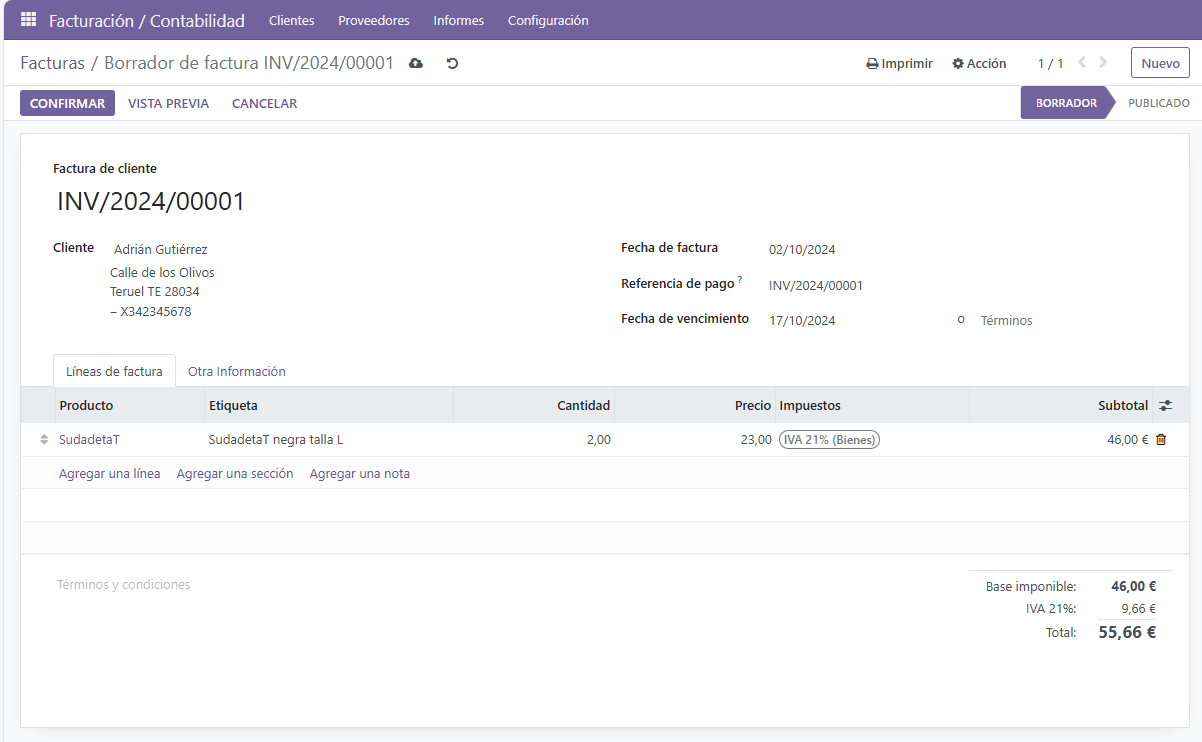 Facturación / Contabilidad Clientes Proveedores Informes Configuración
Facturas / Borrador de factura INV/2024/00001 Imprimir Acción 1 / 1 Nuevo
CONFIRMAR VISTA PREVIA CANCELAR BORRADOR PUBLICADO
Factura de cliente
INV/2024/00001
Cliente Adrián Gutiérrez Fecha de factura 02/10/2024
Calle de los Olivos
Teruel TE 28034 Referencia de pago ? INV/2024/00001
– X342345678
Fecha de vencimiento 17/10/2024 o Términos
Líneas de factura Otra Información
Producto Etiqueta Cantidad Precio Impuestos Subtotal
SudadetaT SudadetaT negra talla L 2,00 23,00 IVA 21% (Bienes) 46,00 €
Agregar una línea Agregar una sección Agregar una nota
Términos y condiciones Base imponible: 46,00 €
IVA 21%: 9,66 €
Total: 55,66 €